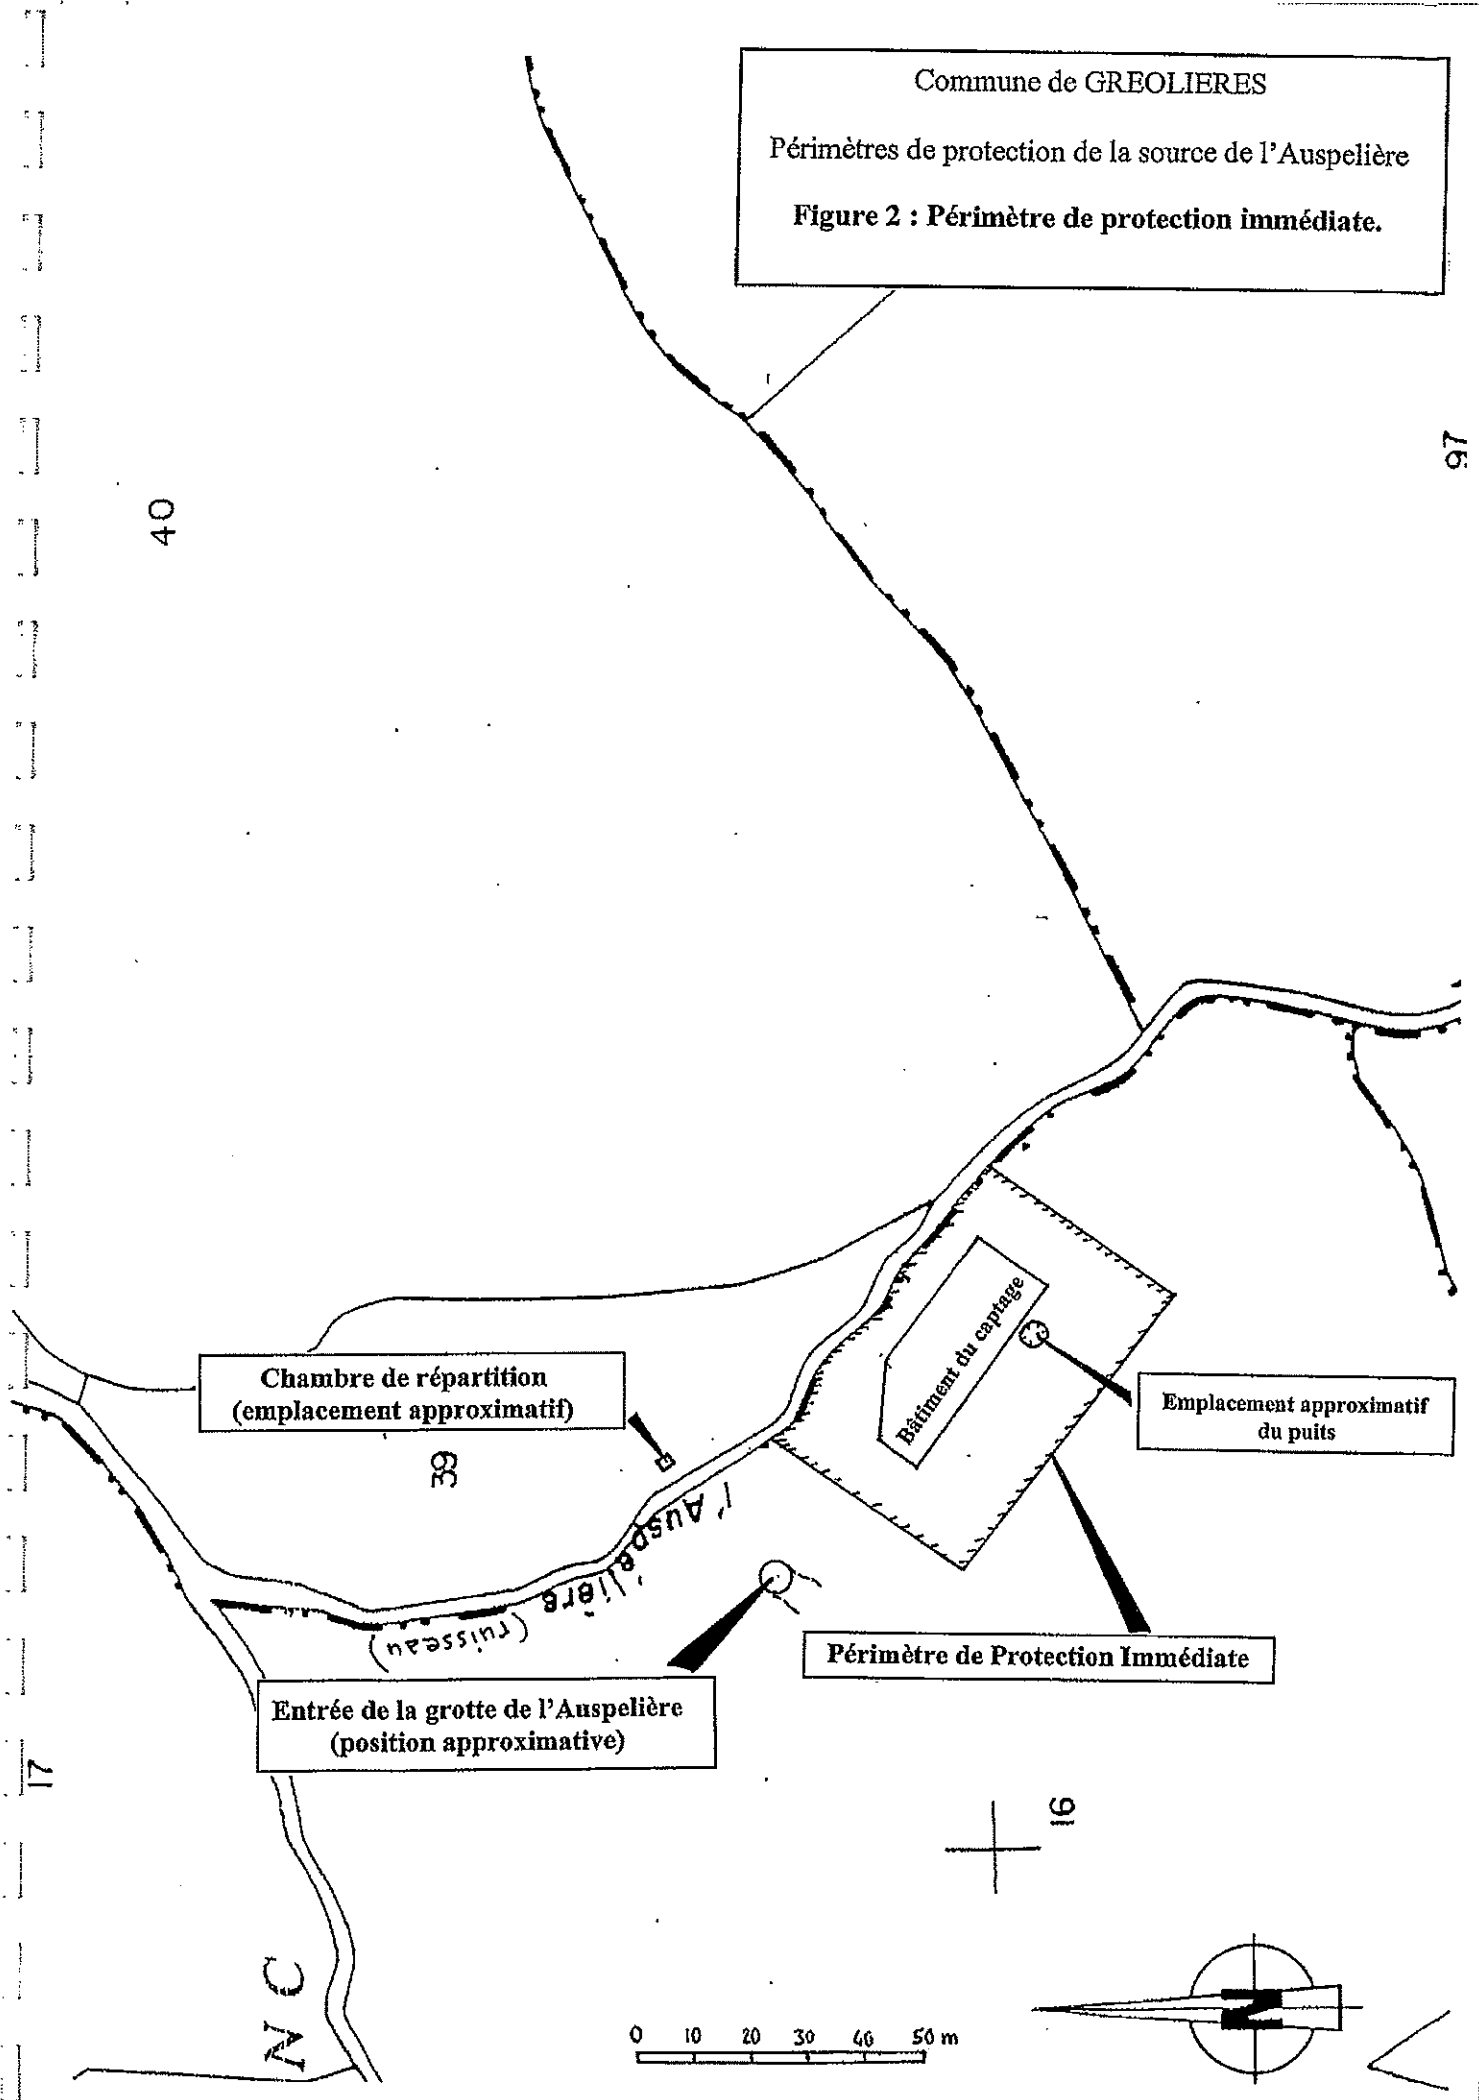 Commune de GREOLIERES
Périmètres de protection de la source de l'Auspelière
Figure 2 : Périmètre de protection immédiate.
97
40
Bâtiment du captage
Chambre de répartition
(emplacement approximatif)
39
Emplacement approximatif
du puits
l'Auspelière
(ruisseau)
Périmètre de Protection Immédiate
Entrée de la grotte de l'Auspelière
(position approximative)
17
16
N C
0 10 20 30 40 50 m
N